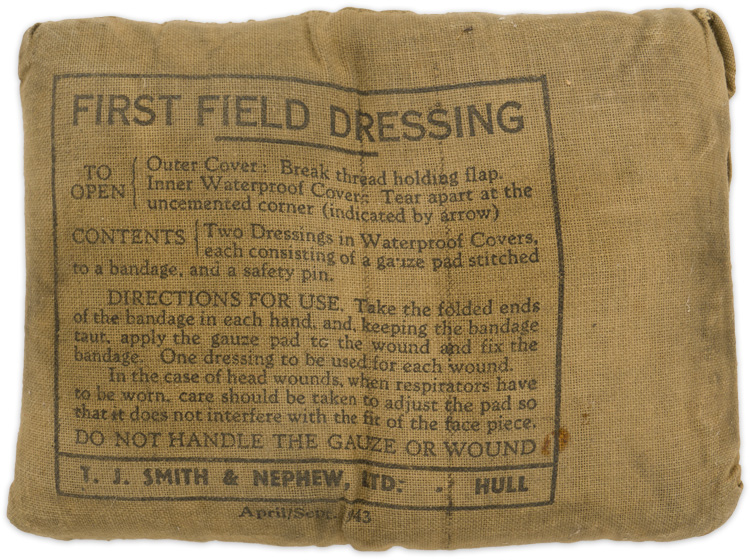 FIRST FIELD DRESSING
TO OPEN { Outer Cover: Break thread holding flap.
Inner Waterproof Cover: Tear apart at the
uncemented corner (indicated by arrow)
CONTENTS { Two Dressings in Waterproof Covers,
each consisting of a gauze pad stitched
to a bandage, and a safety pin.
DIRECTIONS FOR USE. Take the folded ends
of the bandage in each hand, and, keeping the bandage
taut, apply the gauze pad to the wound and fix the
bandage. One dressing to be used for each wound.
In the case of head wounds, when respirators have
to be worn, care should be taken to adjust the pad so
that it does not interfere with the fit of the face piece.
DO NOT HANDLE THE GAUZE OR WOUND
T. J. SMITH & NEPHEW, LTD. . HULL
April/Sept. 1943